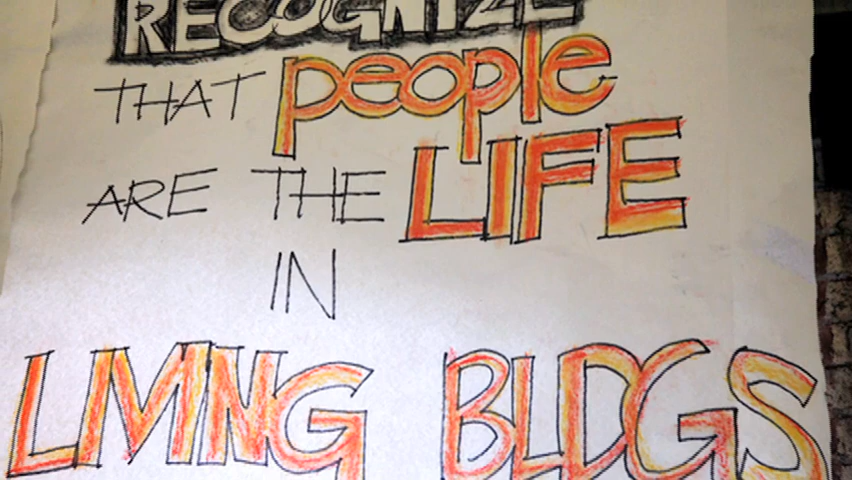 RECOGNIZE
THAT people
ARE THE LIFE
IN
LIVING BLDGS